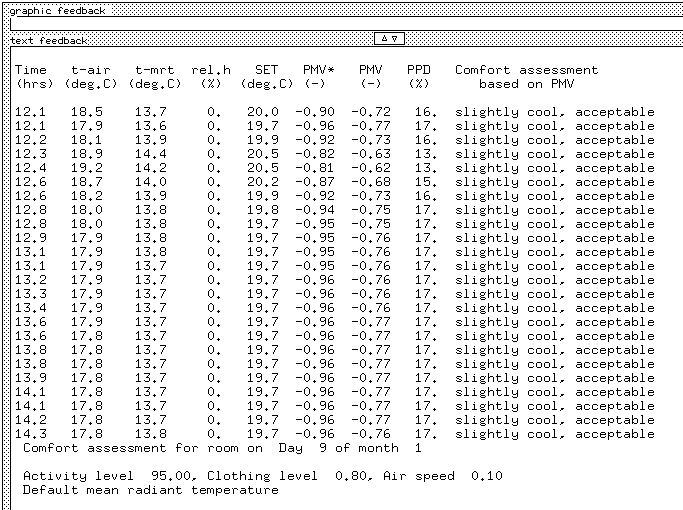 graphic feedback
text feedback
Time t-air t-mrt rel.h SET PMV* PMV PPD Comfort assessment
(hrs) (deg.C) (deg.C) (%) (deg.C) (-) (-) (%) based on PMV
12.1 18.5 13.7 0. 20.0 -0.90 -0.72 16. slightly cool, acceptable
12.1 17.9 13.6 0. 19.7 -0.96 -0.77 17. slightly cool, acceptable
12.2 18.1 13.9 0. 19.9 -0.92 -0.73 16. slightly cool, acceptable
12.3 18.9 14.4 0. 20.5 -0.82 -0.63 13. slightly cool, acceptable
12.4 19.2 14.2 0. 20.5 -0.81 -0.62 13. slightly cool, acceptable
12.6 18.7 14.0 0. 20.2 -0.87 -0.68 15. slightly cool, acceptable
12.6 18.2 13.9 0. 19.9 -0.92 -0.73 16. slightly cool, acceptable
12.8 18.0 13.8 0. 19.8 -0.94 -0.75 17. slightly cool, acceptable
12.8 18.0 13.8 0. 19.7 -0.95 -0.75 17. slightly cool, acceptable
12.9 17.9 13.8 0. 19.7 -0.95 -0.76 17. slightly cool, acceptable
13.1 17.9 13.8 0. 19.7 -0.95 -0.76 17. slightly cool, acceptable
13.1 17.9 13.7 0. 19.7 -0.95 -0.76 17. slightly cool, acceptable
13.2 17.9 13.7 0. 19.7 -0.96 -0.76 17. slightly cool, acceptable
13.3 17.9 13.7 0. 19.7 -0.96 -0.76 17. slightly cool, acceptable
13.4 17.9 13.7 0. 19.7 -0.96 -0.76 17. slightly cool, acceptable
13.6 17.9 13.7 0. 19.7 -0.96 -0.77 17. slightly cool, acceptable
13.6 17.9 13.7 0. 19.7 -0.96 -0.77 17. slightly cool, acceptable
13.8 17.8 13.7 0. 19.7 -0.96 -0.77 17. slightly cool, acceptable
13.8 17.8 13.7 0. 19.7 -0.96 -0.77 17. slightly cool, acceptable
13.9 17.8 13.7 0. 19.7 -0.96 -0.77 17. slightly cool, acceptable
14.1 17.8 13.7 0. 19.7 -0.96 -0.77 17. slightly cool, acceptable
14.1 17.8 13.7 0. 19.7 -0.96 -0.77 17. slightly cool, acceptable
14.2 17.8 13.7 0. 19.7 -0.96 -0.77 17. slightly cool, acceptable
14.3 17.8 13.8 0. 19.7 -0.96 -0.76 17. slightly cool, acceptable
Comfort assessment for room on Day 9 of month 1
Activity level 95.00, Clothing level 0.80, Air speed 0.10
Default mean radiant temperature